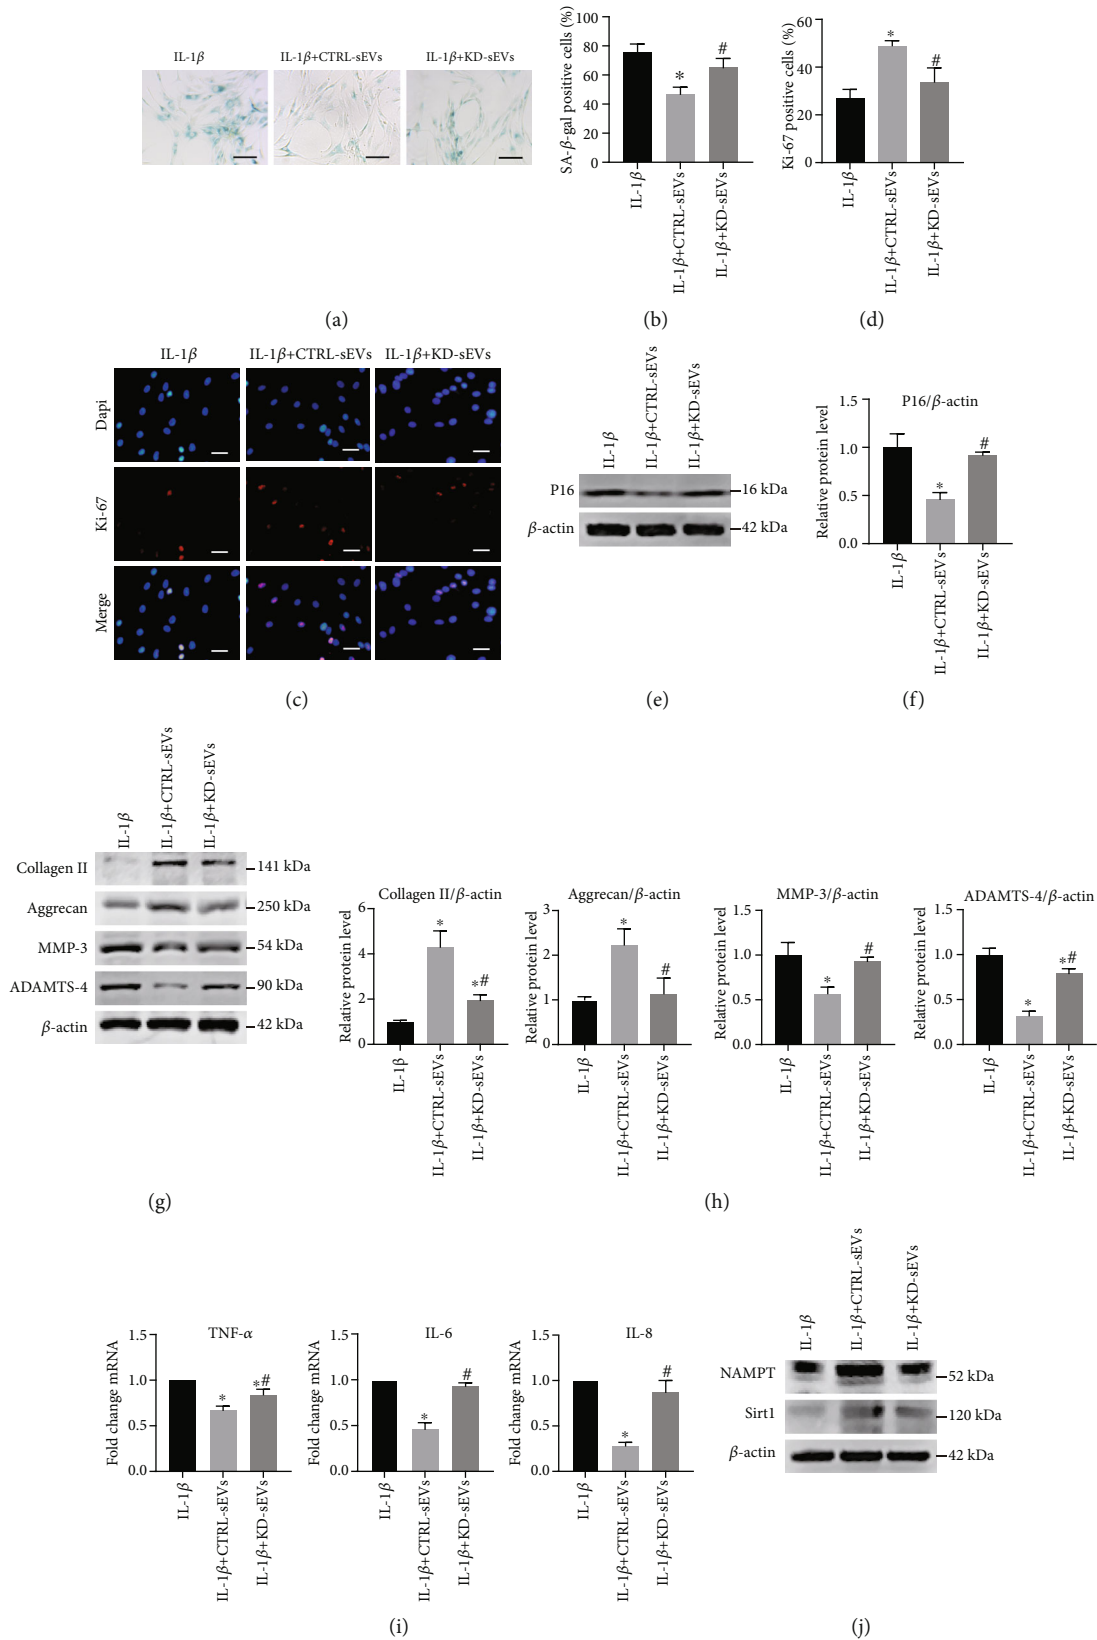 IL-1β
IL-1β+CTRL-sEVs
IL-1β+KD-sEVs
(a)
SA-β-gal positive cells (%)
100
80
60
40
20
0
*
#
IL-1β
IL-1β+CTRL-sEVs
IL-1β+KD-sEVs
(b)
Ki-67 positive cells (%)
60
40
20
0
*
#
IL-1β
IL-1β+CTRL-sEVs
IL-1β+KD-sEVs
(d)
IL-1β
IL-1β+CTRL-sEVs
IL-1β+KD-sEVs
Dapi
Ki-67
Merge
(c)
IL-1β
IL-1β+CTRL-sEVs
IL-1β+KD-sEVs
P16
16 kDa
β-actin
42 kDa
(e)
P16/β-actin
Relative protein level
1.5
1.0
0.5
0.0
*
#
IL-1β
IL-1β+CTRL-sEVs
IL-1β+KD-sEVs
(f)
IL-1β
IL-1β+CTRL-sEVs
IL-1β+KD-sEVs
Collagen II
141 kDa
Aggrecan
250 kDa
MMP-3
54 kDa
ADAMTS-4
90 kDa
β-actin
42 kDa
(g)
Collagen II/β-actin
Relative protein level
6
4
2
0
*
*#
IL-1β
IL-1β+CTRL-sEVs
IL-1β+KD-sEVs
Aggrecan/β-actin
Relative protein level
3
2
1
0
*
#
IL-1β
IL-1β+CTRL-sEVs
IL-1β+KD-sEVs
MMP-3/β-actin
Relative protein level
1.5
1.0
0.5
0.0
*
#
IL-1β
IL-1β+CTRL-sEVs
IL-1β+KD-sEVs
ADAMTS-4/β-actin
Relative protein level
1.5
1.0
0.5
0.0
*
*#
IL-1β
IL-1β+CTRL-sEVs
IL-1β+KD-sEVs
(h)
TNF-α
Fold change mRNA
1.5
1.0
0.5
0.0
*
*#
IL-1β
IL-1β+CTRL-sEVs
IL-1β+KD-sEVs
IL-6
Fold change mRNA
1.5
1.0
0.5
0.0
*
#
IL-1β
IL-1β+CTRL-sEVs
IL-1β+KD-sEVs
IL-8
Fold change mRNA
1.5
1.0
0.5
0.0
*
#
IL-1β
IL-1β+CTRL-sEVs
IL-1β+KD-sEVs
(i)
IL-1β
IL-1β+CTRL-sEVs
IL-1β+KD-sEVs
NAMPT
52 kDa
Sirt1
120 kDa
β-actin
42 kDa
(j)